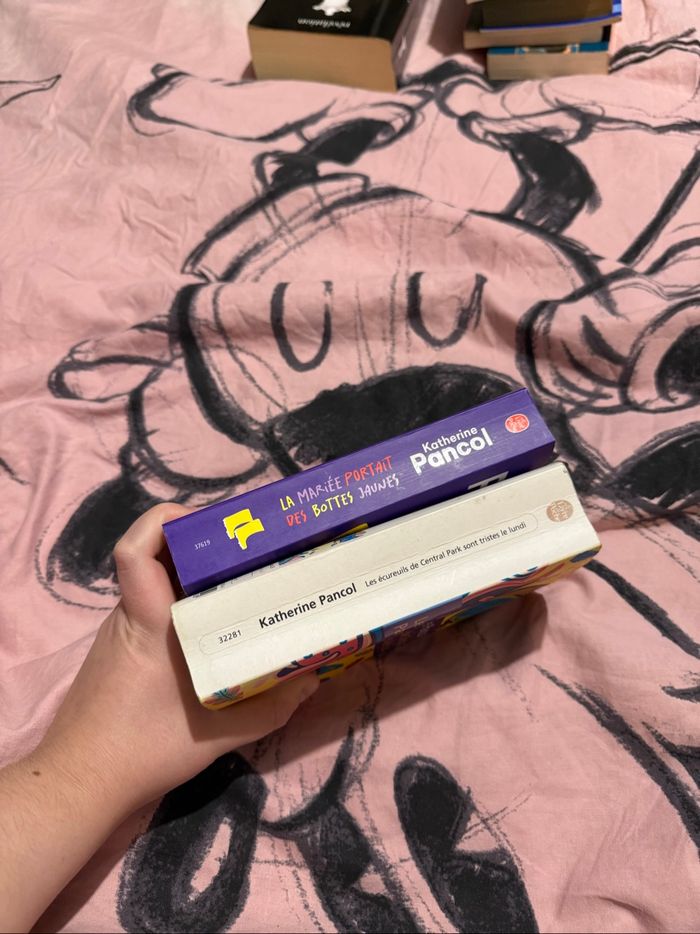 LA MARIÉE PORTAIT
DES BOTTES JAUNES
Katherine
Pancol
37619
32281
Katherine Pancol
Les écureuils de Central Park sont tristes le lundi